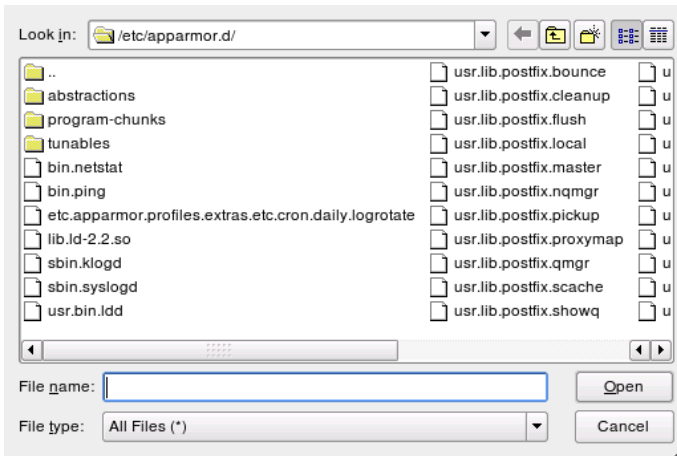 Look in: /etc/apparmor.d/
..
abstractions
program-chunks
tunables
bin.netstat
bin.ping
etc.apparmor.profiles.extras.etc.cron.daily.logrotate
lib.ld-2.2.so
sbin.klogd
sbin.syslogd
usr.bin.ldd
usr.lib.postfix.bounce
usr.lib.postfix.cleanup
usr.lib.postfix.flush
usr.lib.postfix.local
usr.lib.postfix.master
usr.lib.postfix.nqmgr
usr.lib.postfix.pickup
usr.lib.postfix.proxymap
usr.lib.postfix.qmgr
usr.lib.postfix.scache
usr.lib.postfix.showq
u
u
u
u
u
u
u
u
u
u
u
File name:
Open
File type: All Files (*)
Cancel